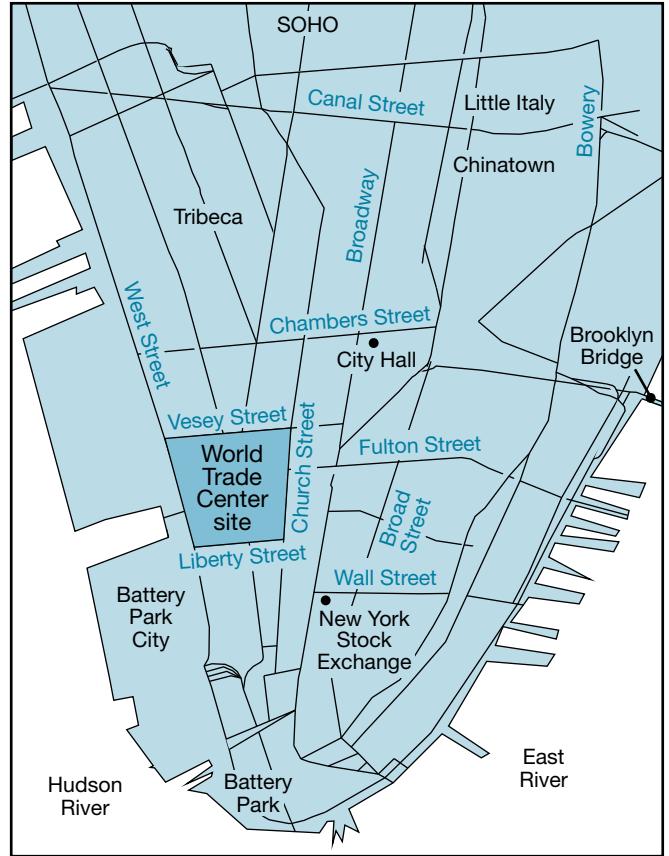 SOHO
Canal Street
Little Italy
Bowery
Chinatown
Broadway
Tribeca
West Street
Chambers Street
City Hall
Brooklyn
Bridge
Vesey Street
Church Street
Fulton Street
World
Trade
Center
site
Broad
Street
Liberty Street
Wall Street
Battery
Park
City
New York
Stock
Exchange
East
River
Hudson
River
Battery
Park